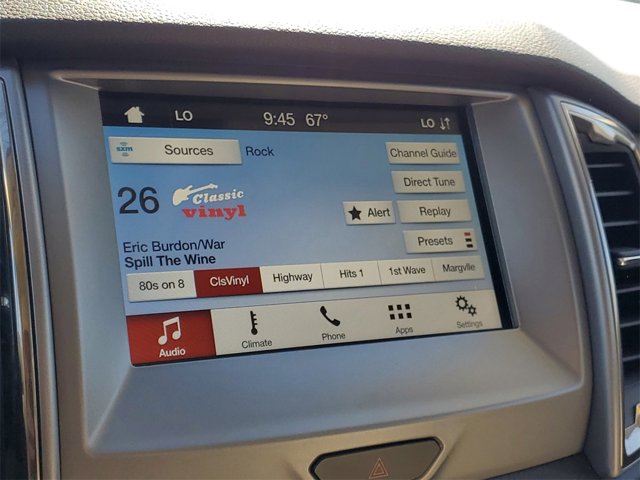 LO 9:45 67° LO
sxm Sources Rock Channel Guide
Direct Tune
26 Classic vinyl
Alert Replay
Presets
Eric Burdon/War
Spill The Wine
80s on 8 ClsVinyl Highway Hits 1 1st Wave Margvlle
Audio Climate Phone Apps Settings